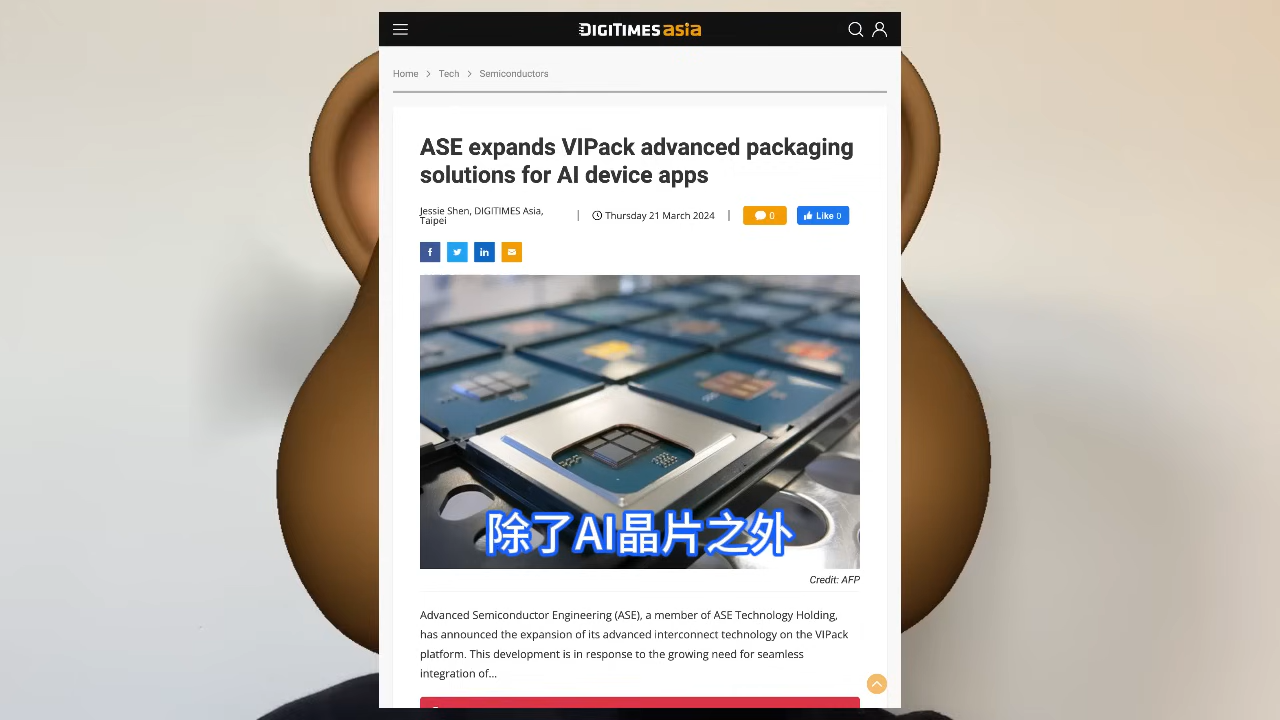 DIGITIMES asia
Home > Tech > Semiconductors
ASE expands VIPack advanced packaging
solutions for AI device apps
Jessie Shen, DIGITIMES Asia,
Taipei
Thursday 21 March 2024
0
Like 0
除了AI晶片之外
Credit: AFP
Advanced Semiconductor Engineering (ASE), a member of ASE Technology Holding,
has announced the expansion of its advanced interconnect technology on the VIPack
platform. This development is in response to the growing need for seamless
integration of...